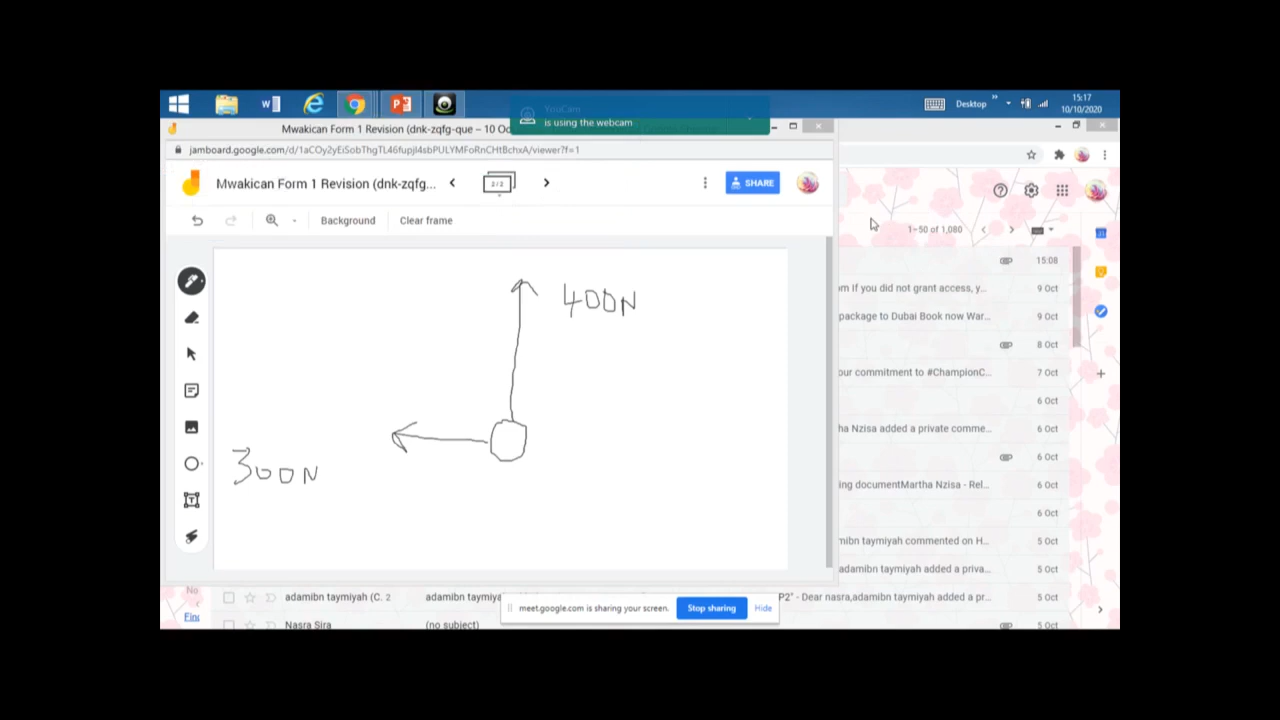 YouCam
is using the webcam
Desktop
15:17
10/10/2020
Mwakican Form 1 Revision (dnk-zqfg-que – 10 Oc
Mwakican Form 1 Revision (dnk-zqfg...
2/2
SHARE
Background
Clear frame
1–50 of 1,080
400N
300N
15:08
om If you did not grant access, y... 9 Oct
package to Dubai Book now War... 9 Oct
8 Oct
our commitment to #ChampionC... 7 Oct
6 Oct
ha Nzisa added a private comme... 6 Oct
6 Oct
ing documentMartha Nzisa - Rel... 6 Oct
6 Oct
mibn taymiyah commented on H... 5 Oct
adamibn taymiyah added a priva... 5 Oct
No
Find
adamibn taymiyah (C. 2 adamibn taymiya P2" - Dear nasra,adamibn taymiyah added a pr... 5 Oct
meet.google.com is sharing your screen. Stop sharing Hide
Nasra Sira (no subject) 5 Oct